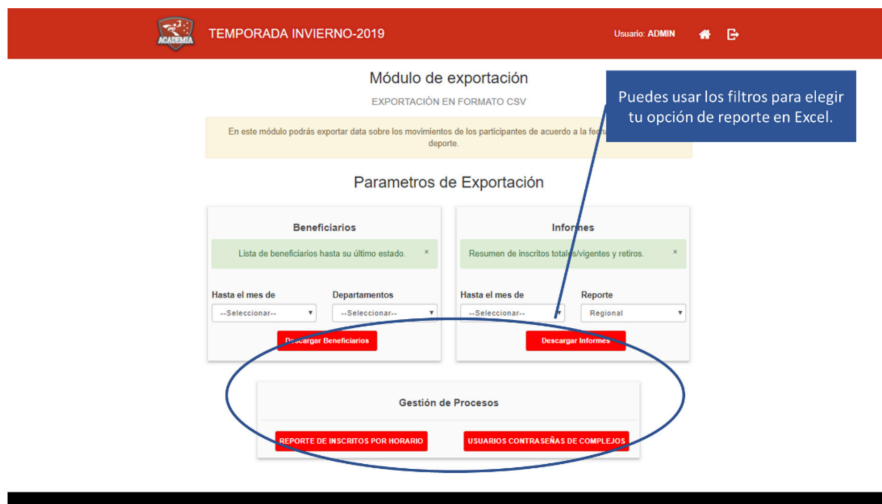 ACADEMIA
TEMPORADA INVIERNO-2019
Usuario: ADMIN
Módulo de exportación
EXPORTACIÓN EN FORMATO CSV
Puedes usar los filtros para elegir
tu opción de reporte en Excel.
En este módulo podrás exportar data sobre los movimientos de los participantes de acuerdo a la
deporte.
Parametros de Exportación
Beneficiarios
Lista de beneficiarios hasta su último estado. ×
Hasta el mes de Departamentos
--Seleccionar-- --Seleccionar--
Descargar Beneficiarios
Informes
Resumen de inscritos totales/vigentes y retiros. ×
Hasta el mes de Reporte
--Seleccionar-- Regional
Descargar Informes
Gestión de Procesos
REPORTE DE INSCRITOS POR HORARIO
USUARIOS CONTRASEÑAS DE COMPLEJOS